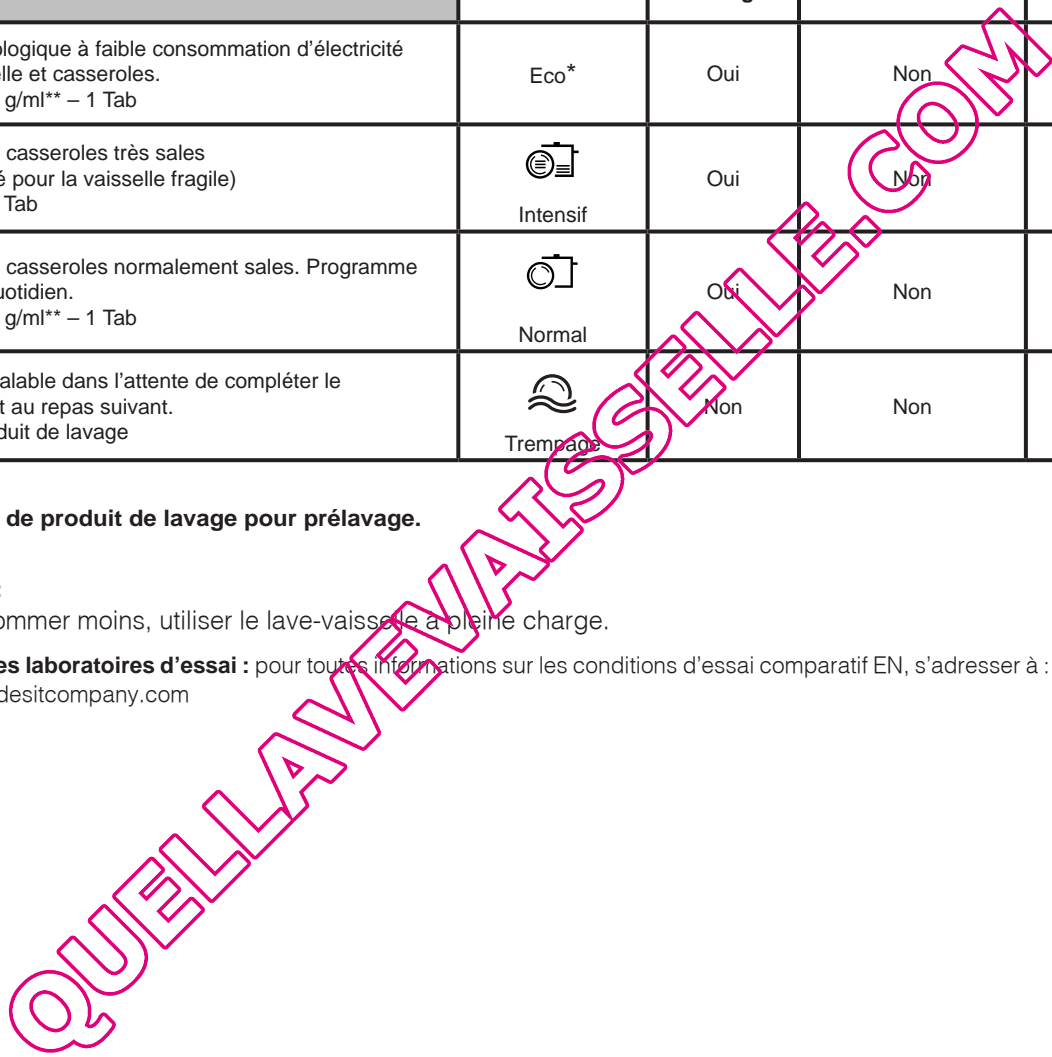 g
ologique à faible consommation d’électricité
elle et casseroles.
g/ml** – 1 Tab
Eco*
Oui
Non
casseroles très sales
é pour la vaisselle fragile)
Tab
Intensif
Oui
Non
casseroles normalement sales. Programme
uotidien.
g/ml** – 1 Tab
Normal
Oui
Non
alable dans l’attente de compléter le
t au repas suivant.
duit de lavage
Trempage
Non
Non
de produit de lavage pour prélavage.
:
ommer moins, utiliser le lave-vaisselle à pleine charge.
es laboratoires d’essai : pour toutes informations sur les conditions d’essai comparatif EN, s’adresser à :
desitcompany.com
QUELLAVEVAISSELLE.COM